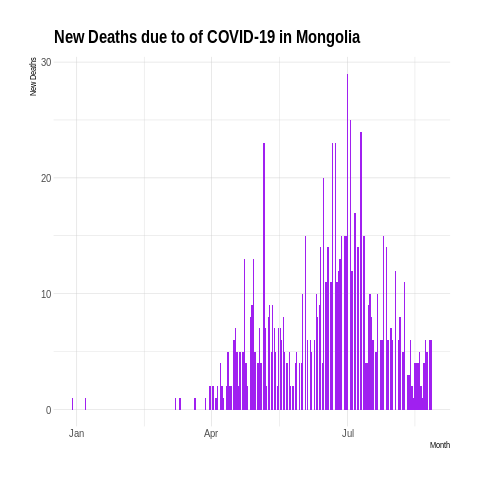 New Deaths due to of COVID-19 in Mongolia
New Deaths
30
20
10
0
Jan Apr Jul
Month